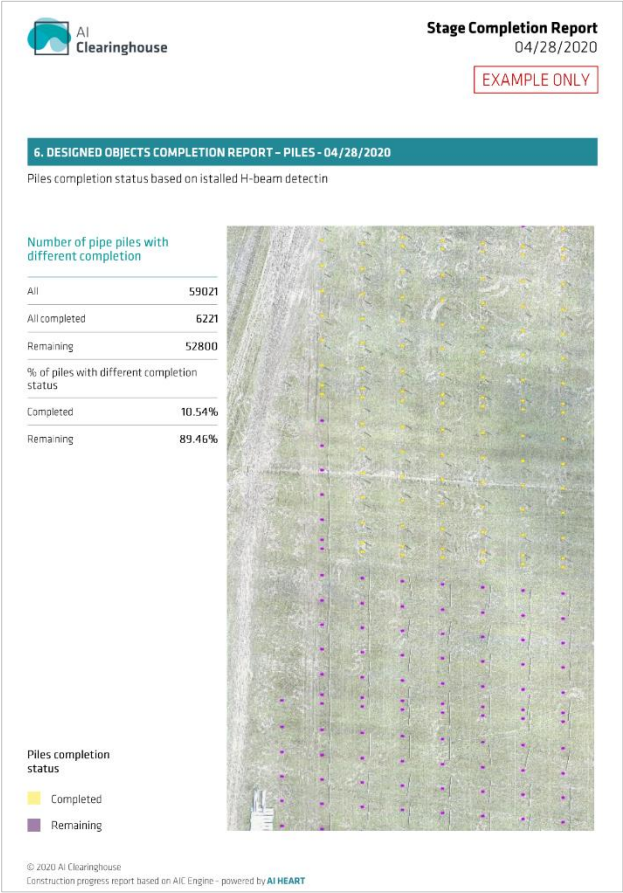 AI
Clearinghouse
Stage Completion Report
04/28/2020
EXAMPLE ONLY
6. DESIGNED OBJECTS COMPLETION REPORT – PILES - 04/28/2020
Piles completion status based on istalled H-beam detectin
Number of pipe piles with
different completion
All 59021
All completed 6221
Remaining 52800
% of piles with different completion
status
Completed 10.54%
Remaining 89.46%
Piles completion
status
Completed
Remaining
© 2020 AI Clearinghouse
Construction progress report based on AIC Engine – powered by AI HEART